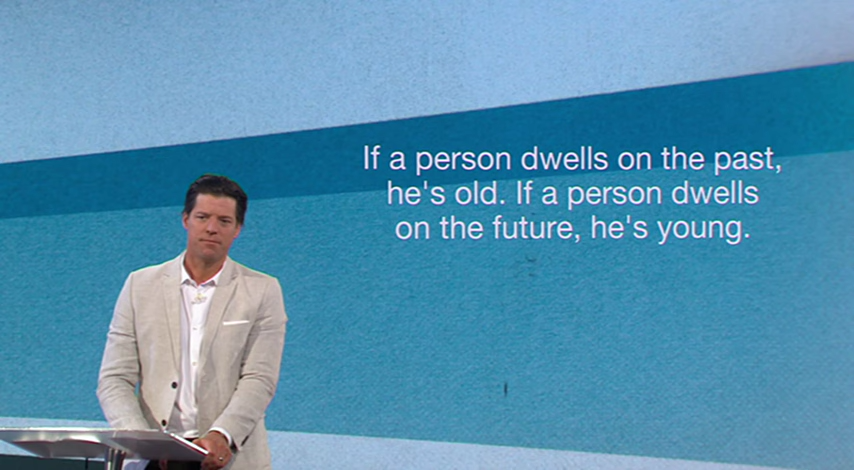 If a person dwells on the past,
he's old. If a person dwells
on the future, he's young.